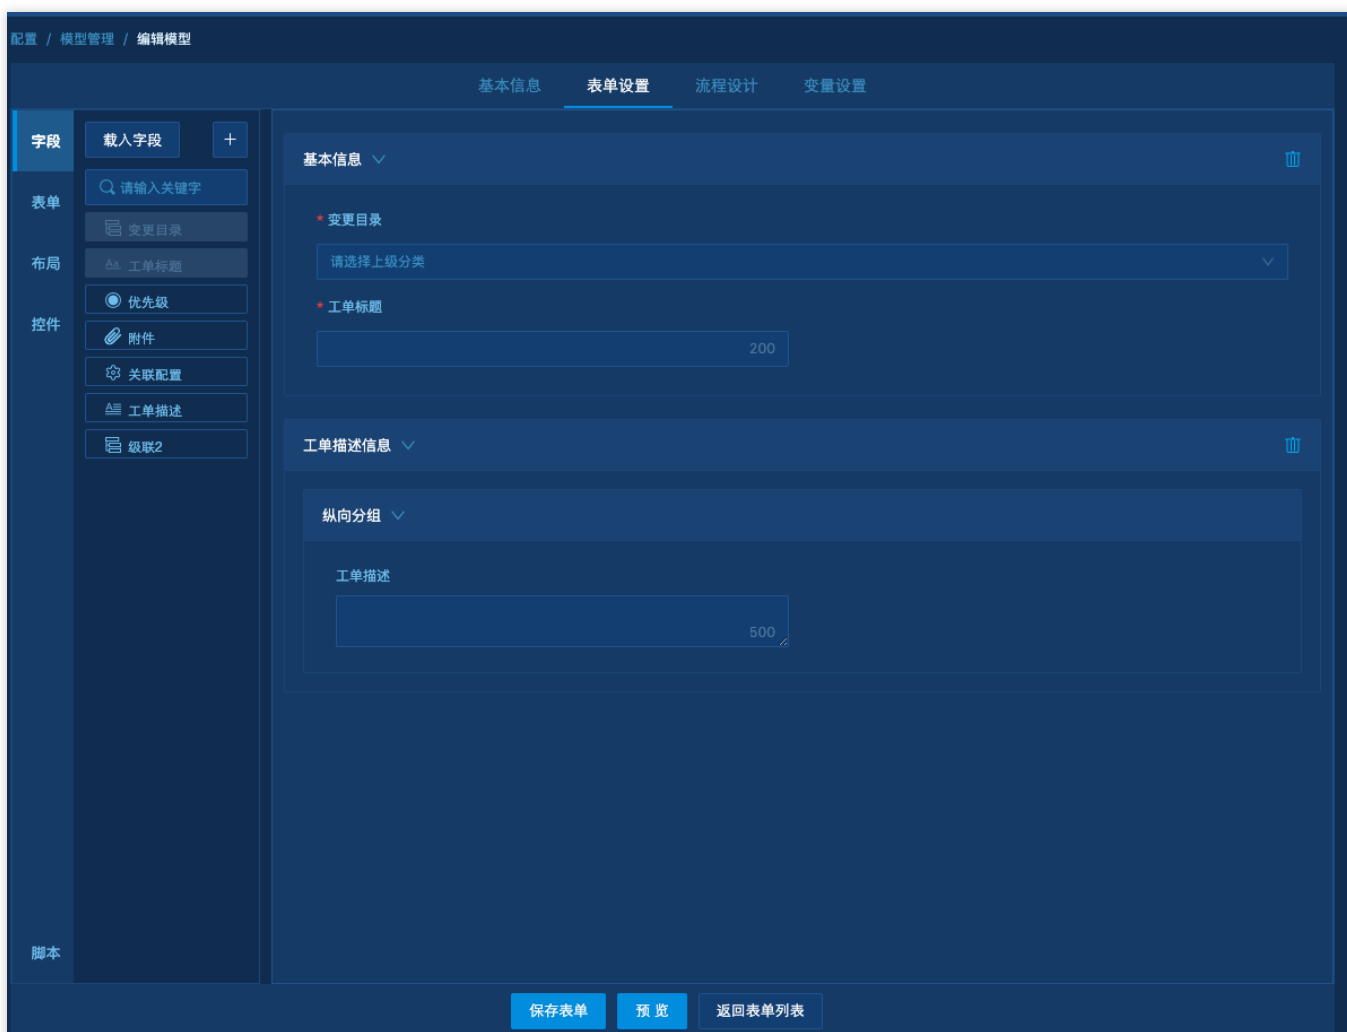 配置 / 模型管理 / 编辑模型
基本信息 表单设置 流程设计 变量设置
字段
表单
布局
控件
脚本
载入字段 +
请输入关键字
变更目录
Aa 工单标题
优先级
附件
关联配置
工单描述
级联2
基本信息
* 变更目录
请选择上级分类
* 工单标题
200
工单描述信息
纵向分组
工单描述
500
保存表单 预 览 返回表单列表